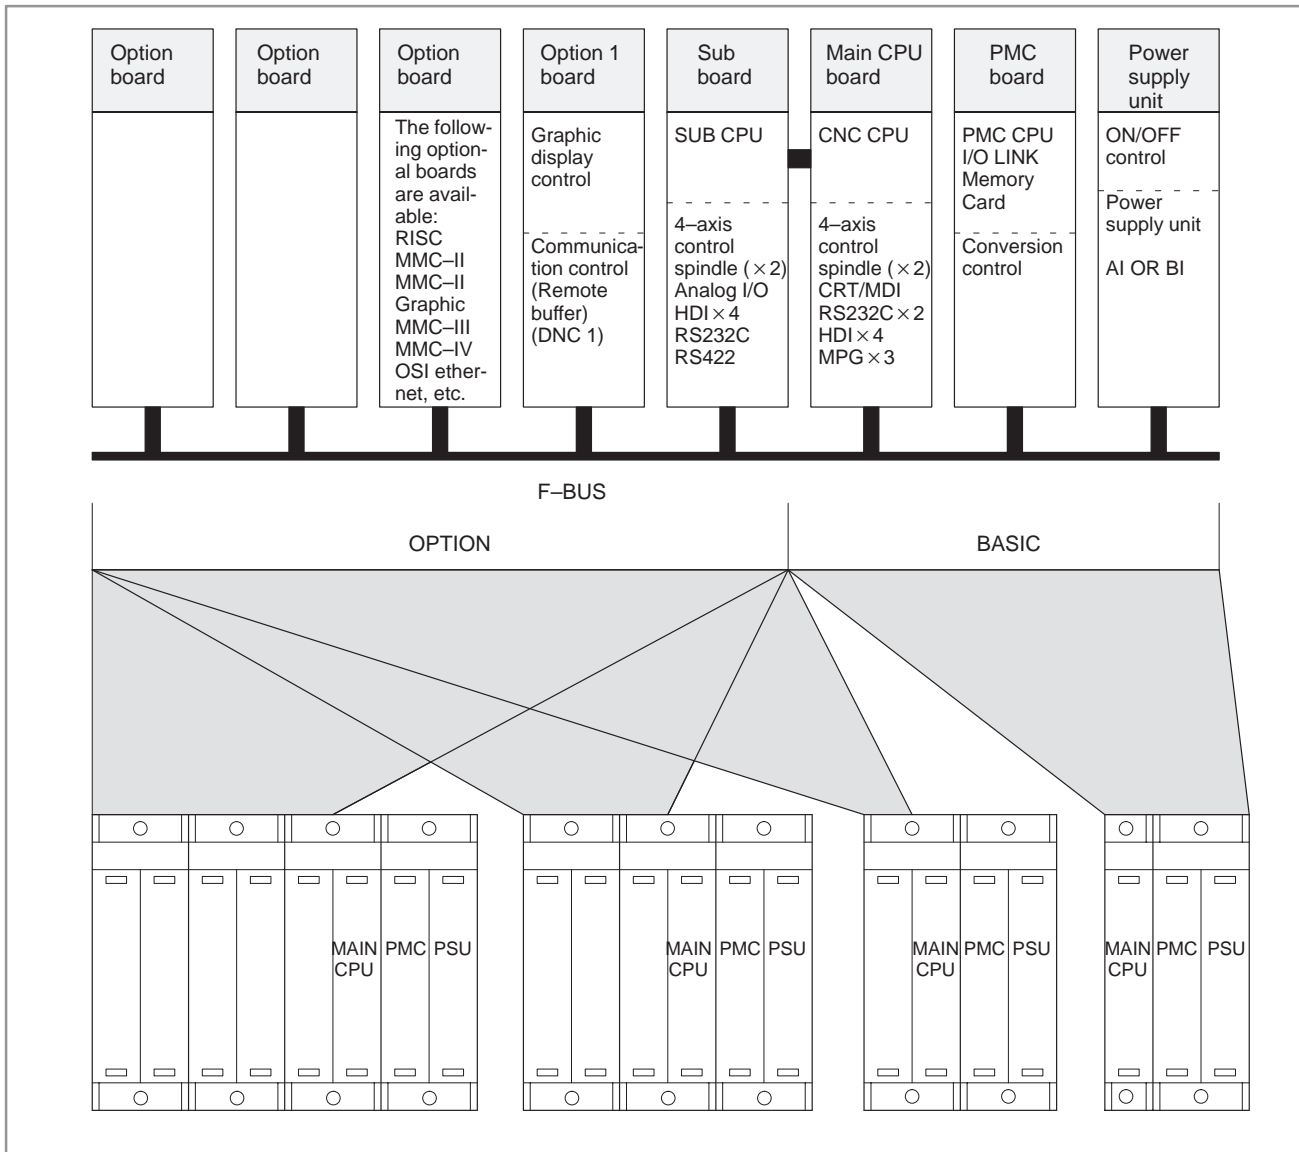 Option
board
Option
board
Option
board
Option 1
board
Sub
board
Main CPU
board
PMC
board
Power
supply
unit
The follow-
ing option-
al boards
are avail-
able:
RISC
MMC–II
MMC–II
Graphic
MMC–III
MMC–IV
OSI ether-
net, etc.
Graphic
display
control
Communica-
tion control
(Remote
buffer)
(DNC 1)
SUB CPU
4–axis
control
spindle (×2)
Analog I/O
HDI×4
RS232C
RS422
CNC CPU
4–axis
control
spindle (×2)
CRT/MDI
RS232C×2
HDI×4
MPG×3
PMC CPU
I/O LINK
Memory
Card
Conversion
control
ON/OFF
control
Power
supply unit
AI OR BI
F–BUS
OPTION
BASIC
MAIN
CPU
PMC
PSU
MAIN
CPU
PMC
PSU
MAIN
CPU
PMC
PSU
MAIN
CPU
PMC
PSU